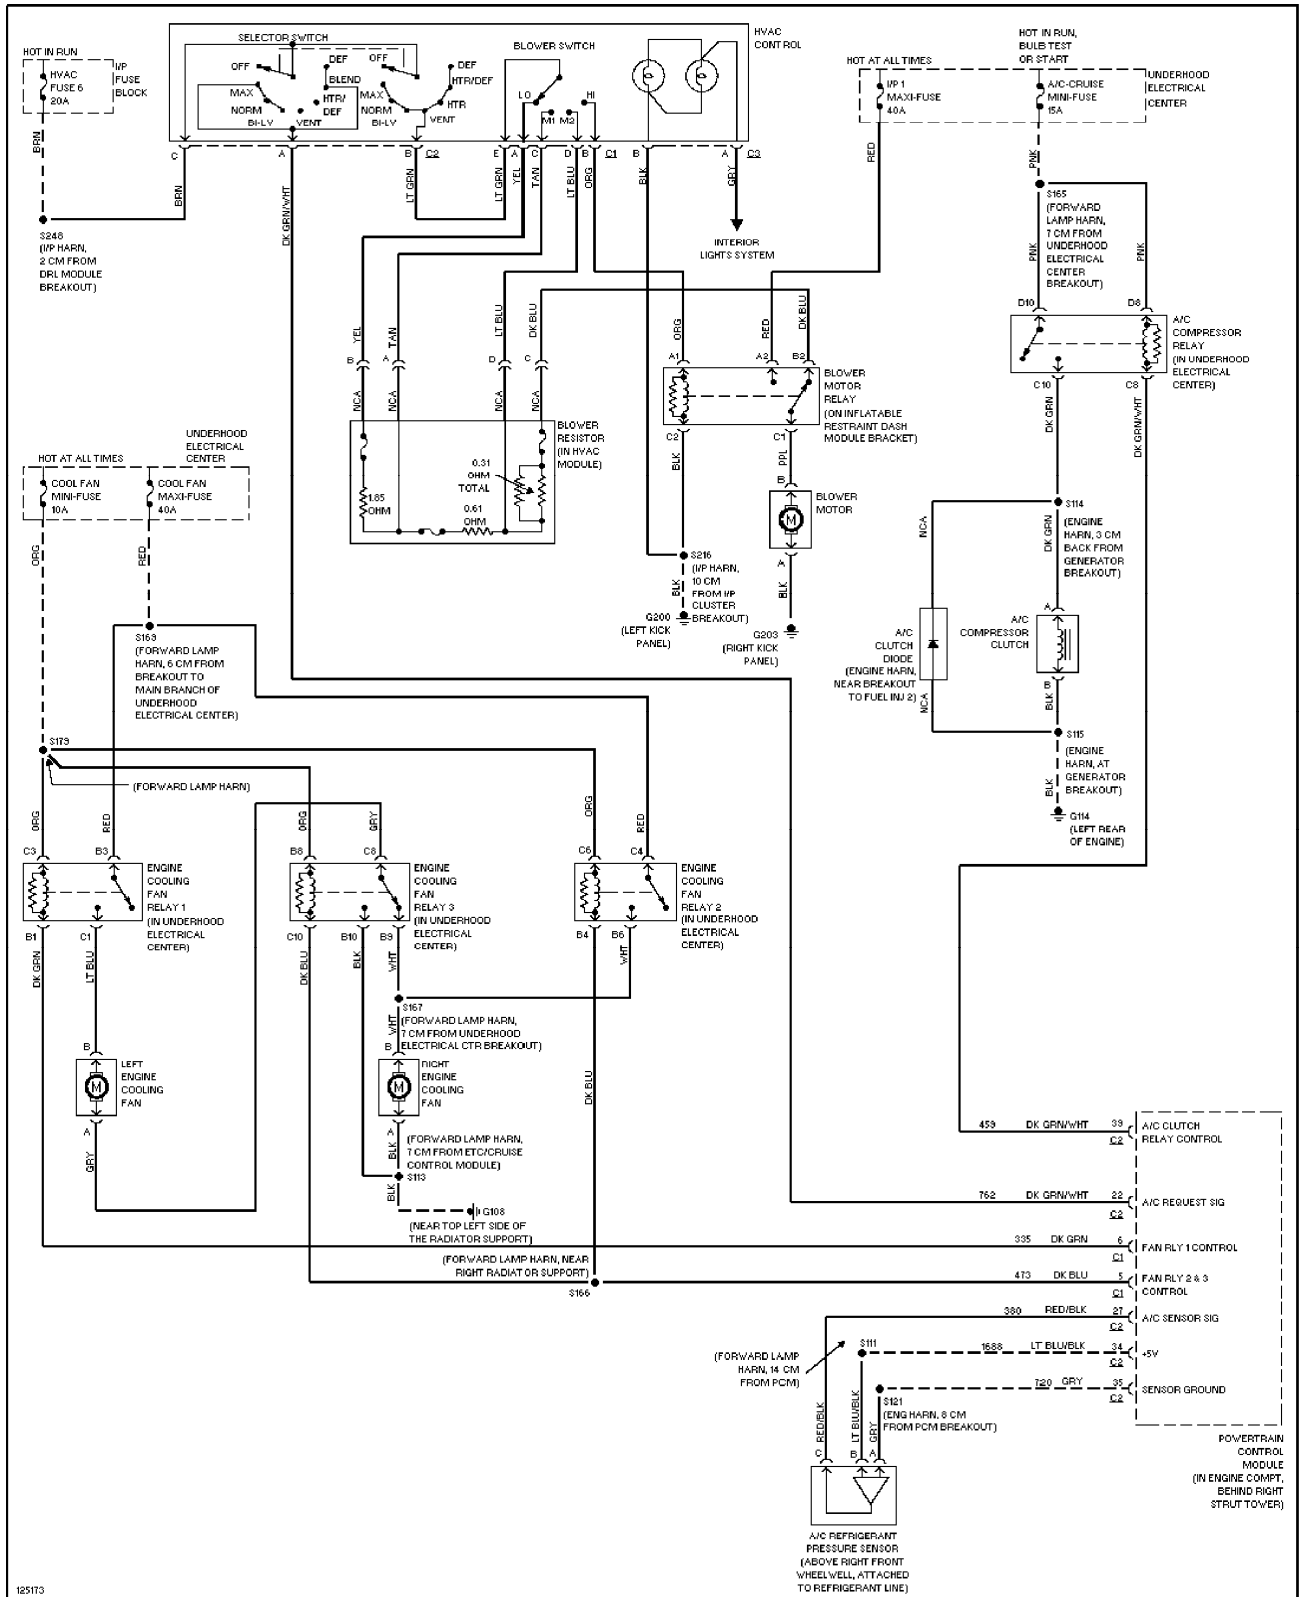 HOT IN RUN
HVAC
FUSE 6
20A
I/P
FUSE
BLOCK
BRN
S248
(I/P HARN,
2 CM FROM
DRL MODULE
BREAKOUT)
SELECTOR SWITCH
OFF
MAX
NORM
BI-LV
VENT
DEF
BLEND
HTR/
DEF
OFF
MAX
NORM
BI-LV
VENT
HTR
HTR/DEF
DEF
BLOWER SWITCH
LO
M1
M2
HI
HVAC
CONTROL
C
A
B
C2
E
A
C
D
B
C1
B
A
C3
BRN
DK GRN/WHT
LT GRN
LT GRN
YEL
TAN
LT BLU
ORG
BLK
GRY
INTERIOR
LIGHTS SYSTEM
HOT AT ALL TIMES
I/P 1
MAXI-FUSE
40A
RED
HOT IN RUN,
BULB TEST
OR START
A/C-CRUISE
MINI-FUSE
15A
UNDERHOOD
ELECTRICAL
CENTER
PNK
S165
(FORWARD
LAMP HARN,
7 CM FROM
UNDERHOOD
ELECTRICAL
CENTER
BREAKOUT)
PNK
PNK
D10
D8
A/C
COMPRESSOR
RELAY
(IN UNDERHOOD
ELECTRICAL
CENTER)
C10
C8
DK GRN
DK GRN/WHT
YEL
TAN
LT BLU
DK BLU
B
A
D
C
NCA
NCA
NCA
NCA
BLOWER
RESISTOR
(IN HVAC
MODULE)
0.31
OHM
TOTAL
1.85
OHM
0.61
OHM
ORG
RED
DK BLU
A1
A2
B2
BLOWER
MOTOR
RELAY
(ON INFLATABLE
RESTRAINT DASH
MODULE BRACKET)
C2
C1
BLK
PPL
B
BLOWER
MOTOR
M
A
BLK
S216
(I/P HARN,
10 CM
FROM I/P
CLUSTER
BREAKOUT)
BLK
G200
(LEFT KICK
PANEL)
G203
(RIGHT KICK
PANEL)
S114
(ENGINE
HARN, 3 CM
BACK FROM
GENERATOR
BREAKOUT)
NCA
DK GRN
A
A/C
COMPRESSOR
CLUTCH
A/C
CLUTCH
DIODE
(ENGINE HARN,
NEAR BREAKOUT
TO FUEL INJ 2)
NCA
B
BLK
S115
(ENGINE
HARN, AT
GENERATOR
BREAKOUT)
BLK
G114
(LEFT REAR
OF ENGINE)
UNDERHOOD
ELECTRICAL
CENTER
HOT AT ALL TIMES
COOL FAN
MINI-FUSE
10A
COOL FAN
MAXI-FUSE
40A
ORG
RED
S169
(FORWARD LAMP
HARN, 6 CM FROM
BREAKOUT TO
MAIN BRANCH OF
UNDERHOOD
ELECTRICAL CENTER)
S179
(FORWARD LAMP HARN)
ORG
RED
ORG
GRY
ORG
RED
C3
B3
ENGINE
COOLING
FAN
RELAY 1
(IN UNDERHOOD
ELECTRICAL
CENTER)
B1
C1
DK GRN
LT BLU
B8
C8
ENGINE
COOLING
FAN
RELAY 3
(IN UNDERHOOD
ELECTRICAL
CENTER)
C10
B10
B9
DK BLU
BLK
WHT
C6
C4
ENGINE
COOLING
FAN
RELAY 2
(IN UNDERHOOD
ELECTRICAL
CENTER)
B4
B6
WHT
S167
(FORWARD LAMP HARN,
7 CM FROM UNDERHOOD
ELECTRICAL CTR BREAKOUT)
WHT
B
LEFT
ENGINE
COOLING
FAN
M
A
GRY
B
RIGHT
ENGINE
COOLING
FAN
M
A
BLK
DK BLU
(FORWARD LAMP HARN,
7 CM FROM ETC/CRUISE
CONTROL MODULE)
S113
BLK
G108
(NEAR TOP LEFT SIDE OF
THE RADIATOR SUPPORT)
(FORWARD LAMP HARN, NEAR
RIGHT RADIATOR SUPPORT)
S166
459 DK GRN/WHT 39
C2
A/C CLUTCH
RELAY CONTROL
762 DK GRN/WHT 22
C2
A/C REQUEST SIG
335 DK GRN 6
C1
FAN RLY 1 CONTROL
473 DK BLU 5
C1
FAN RLY 2 & 3
CONTROL
380 RED/BLK 27
C2
A/C SENSOR SIG
1688 LT BLU/BLK 34
C2
+5V
720 GRY 35
C2
SENSOR GROUND
S111
(FORWARD LAMP
HARN, 14 CM
FROM PCM)
S121
(ENG HARN, 8 CM
FROM PCM BREAKOUT)
RED/BLK
LT BLU/BLK
GRY
C
B
A
POWERTRAIN
CONTROL
MODULE
(IN ENGINE COMPT,
BEHIND RIGHT
STRUT TOWER)
A/C REFRIGERANT
PRESSURE SENSOR
(ABOVE RIGHT FRONT
WHEELWELL, ATTACHED
TO REFRIGERANT LINE)
125173